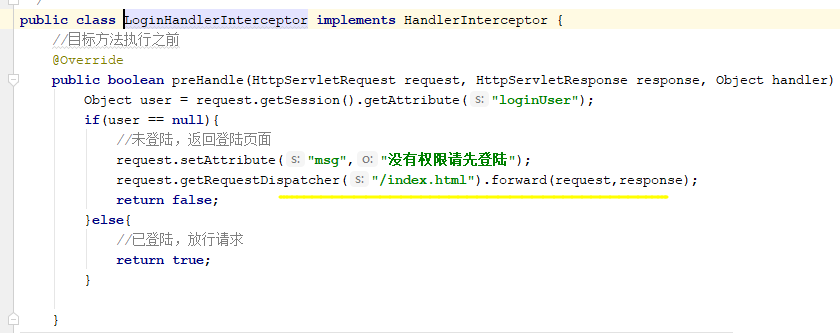 public class LoginHandlerInterceptor implements HandlerInterceptor {
//目标方法执行之前
@Override
public boolean preHandle(HttpServletRequest request, HttpServletResponse response, Object handler)
Object user = request.getSession().getAttribute( s: "loginUser");
if(user == null){
//未登陆，返回登陆页面
request.setAttribute( s: "msg", o: "没有权限请先登陆");
request.getRequestDispatcher( s: "/index.html").forward(request,response);
return false;
}else{
//已登陆，放行请求
return true;
}
}